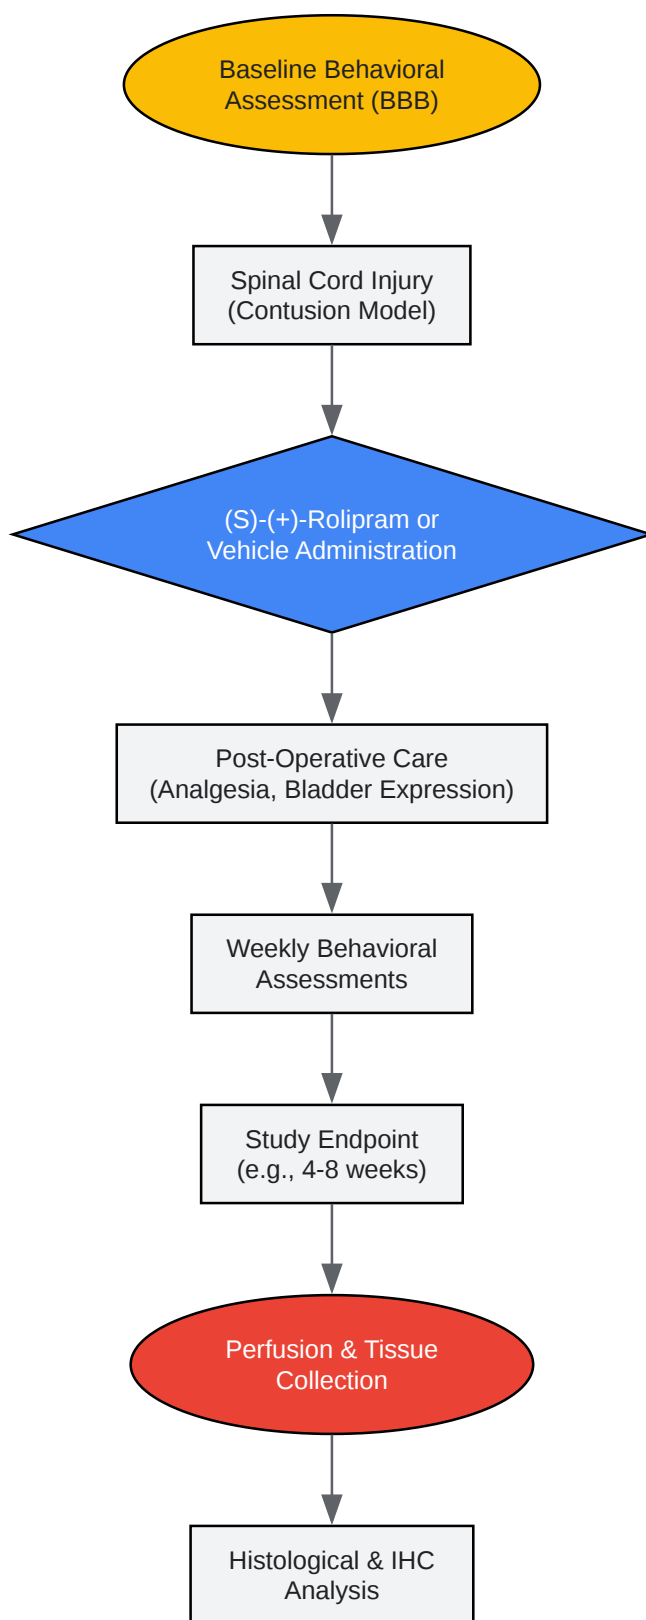 Baseline Behavioral
Assessment (BBB)
Spinal Cord Injury
(Contusion Model)
(S)-(+)-Rolipram or
Vehicle Administration
Post-Operative Care
(Analgesia, Bladder Expression)
Weekly Behavioral
Assessments
Study Endpoint
(e.g., 4-8 weeks)
Perfusion & Tissue
Collection
Histological & IHC
Analysis